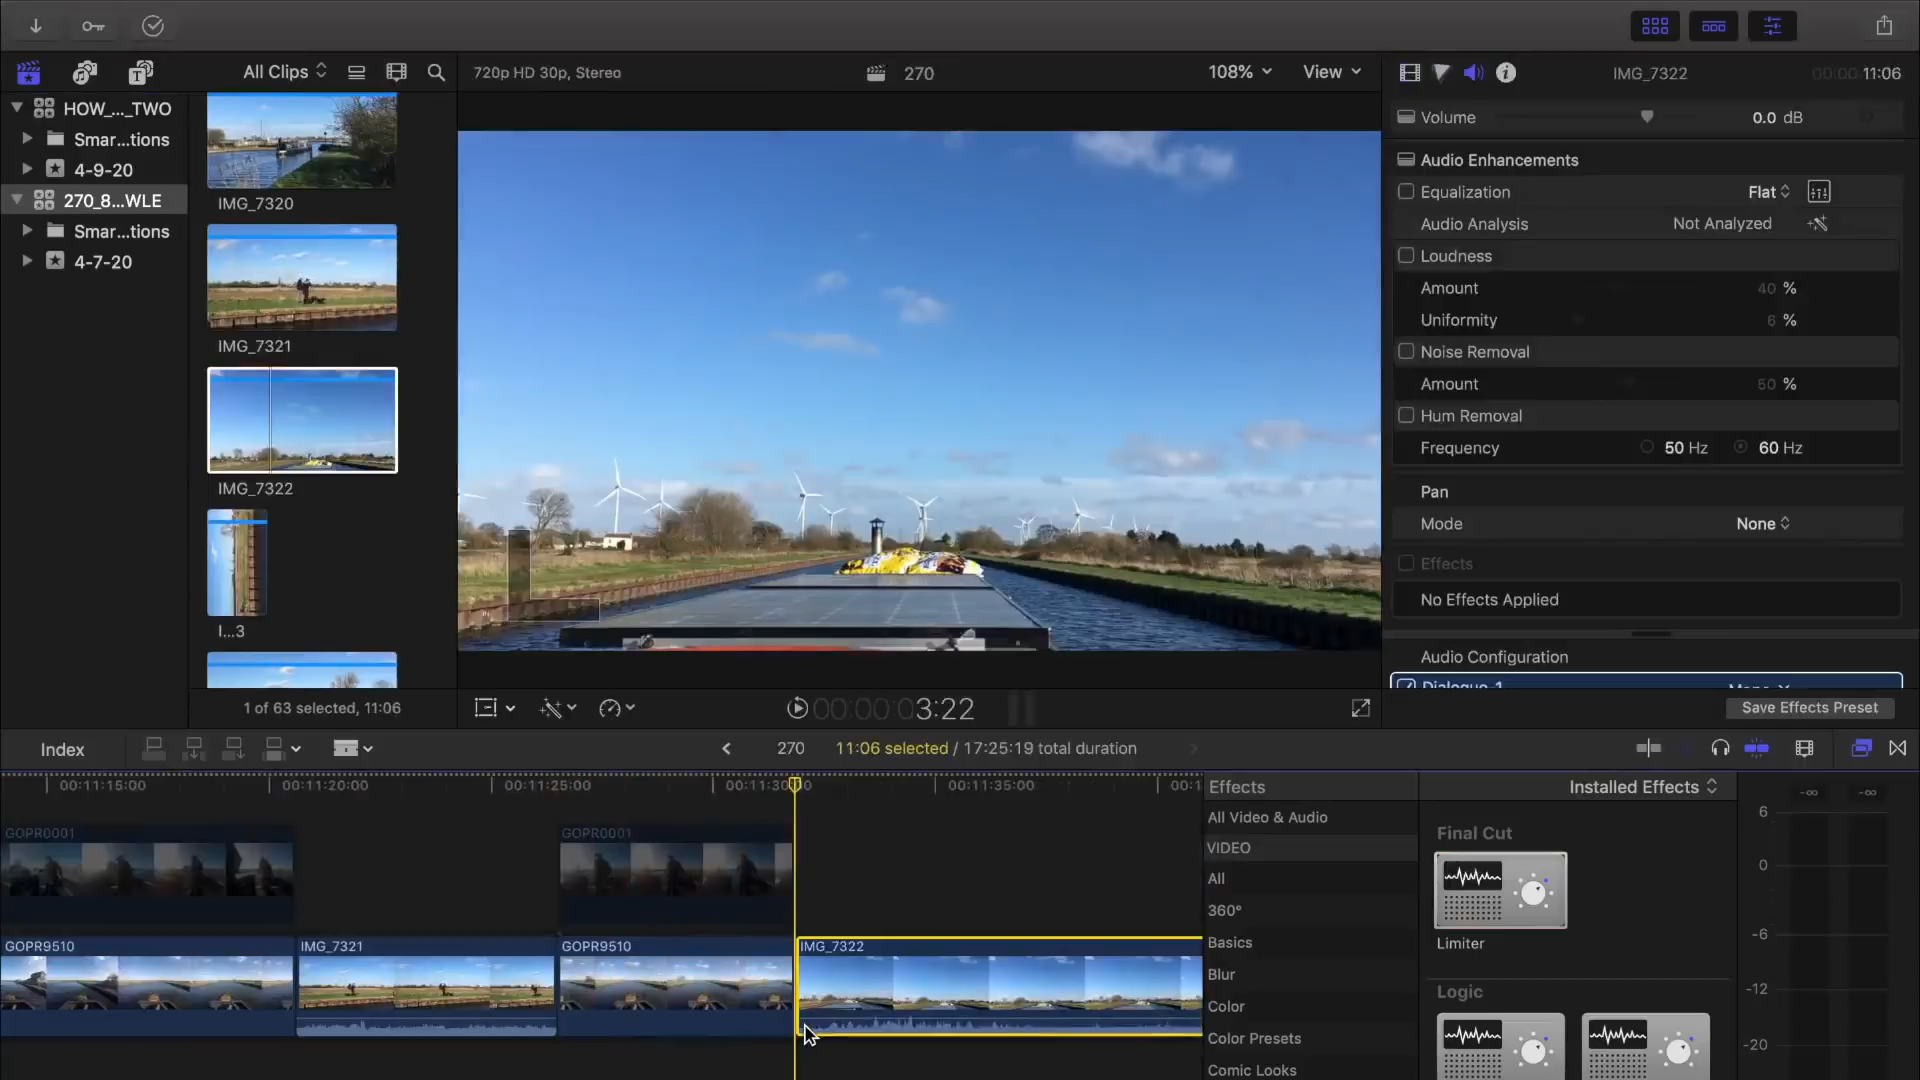 All Clips
720p HD 30p, Stereo
270
108%
View
IMG_7322
00:00:11:06
HOW_..._TWO
Smar...tions
4-9-20
270_8...WLE
Smar...tions
4-7-20
IMG_7320
IMG_7321
IMG_7322
I...3
1 of 63 selected, 11:06
00:00:03:22
Volume
0.0 dB
Audio Enhancements
Equalization
Flat
Audio Analysis
Not Analyzed
Loudness
Amount
40 %
Uniformity
6 %
Noise Removal
Amount
50 %
Hum Removal
Frequency
50 Hz
60 Hz
Pan
Mode
None
Effects
No Effects Applied
Audio Configuration
Dialogue-1
Save Effects Preset
Index
270
11:06 selected / 17:25:19 total duration
00:11:15:00
00:11:20:00
00:11:25:00
00:11:30:00
00:11:35:00
GOPR0001
GOPR0001
GOPR9510
IMG_7321
GOPR9510
IMG_7322
Effects
All Video & Audio
VIDEO
All
360°
Basics
Blur
Color
Color Presets
Comic Looks
Installed Effects
Final Cut
Limiter
Logic
-∞
-∞
6
0
-6
-12
-20